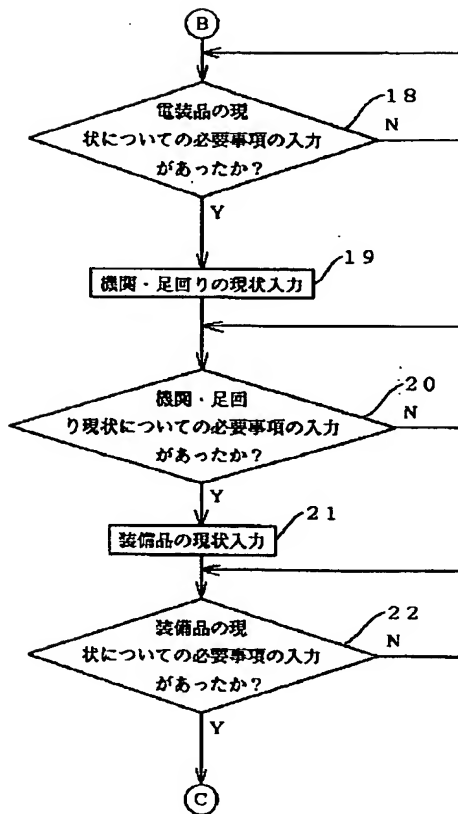 B
電装品の現
状についての必要事項の入力
があったか?
18
N
Y
機関・足回りの現状入力
19
機関・足回
り現状についての必要事項の入力
があったか?
20
N
Y
装備品の現状入力
21
装備品の現
状についての必要事項の入力
があったか?
22
N
Y
C